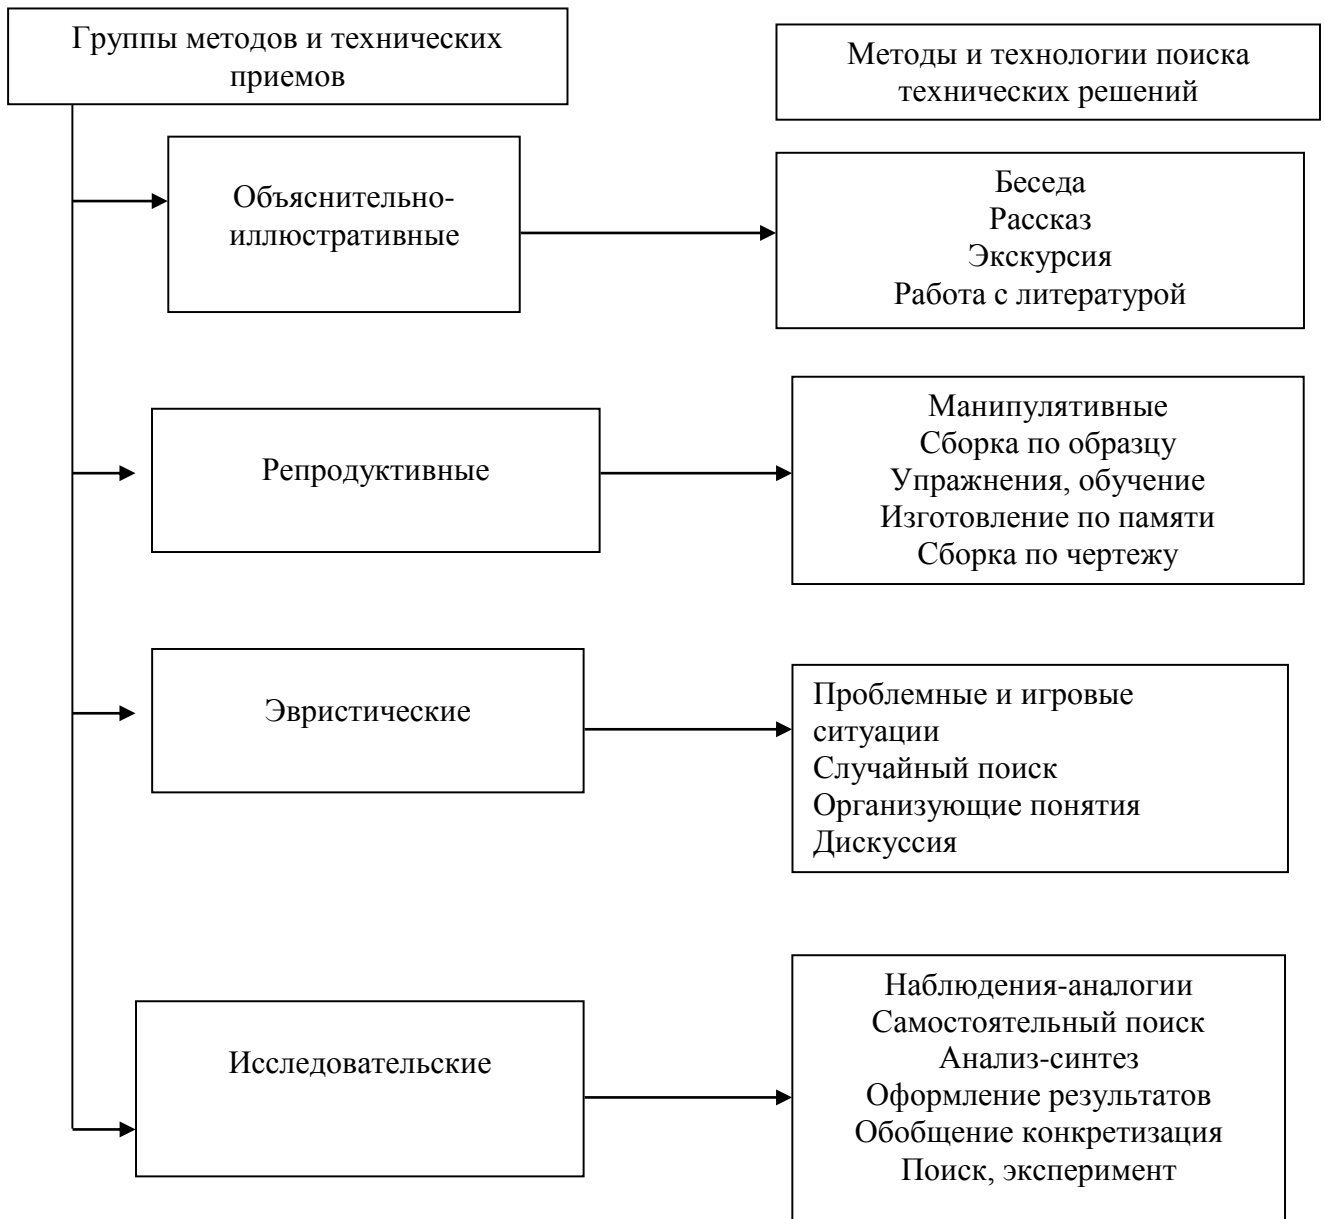 Группы методов и технических
приемов
Методы и технологии поиска
технических решений
Объяснительно-
иллюстративные
Беседа
Рассказ
Экскурсия
Работа с литературой
Репродуктивные
Манипулятивные
Сборка по образцу
Упражнения, обучение
Изготовление по памяти
Сборка по чертежу
Эвристические
Проблемные и игровые
ситуации
Случайный поиск
Организующие понятия
Дискуссия
Исследовательские
Наблюдения-аналогии
Самостоятельный поиск
Анализ-синтез
Оформление результатов
Обобщение конкретизация
Поиск, эксперимент